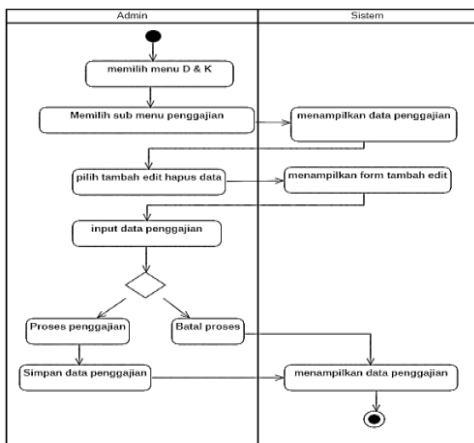 Admin
Sistem
memilih menu D & K
Memilih sub menu penggajian
menampilkan data penggajian
pilih tambah edit hapus data
menampilkan form tambah edit
input data penggajian
Proses penggajian
Batal proses
Simpan data penggajian
menampilkan data penggajian